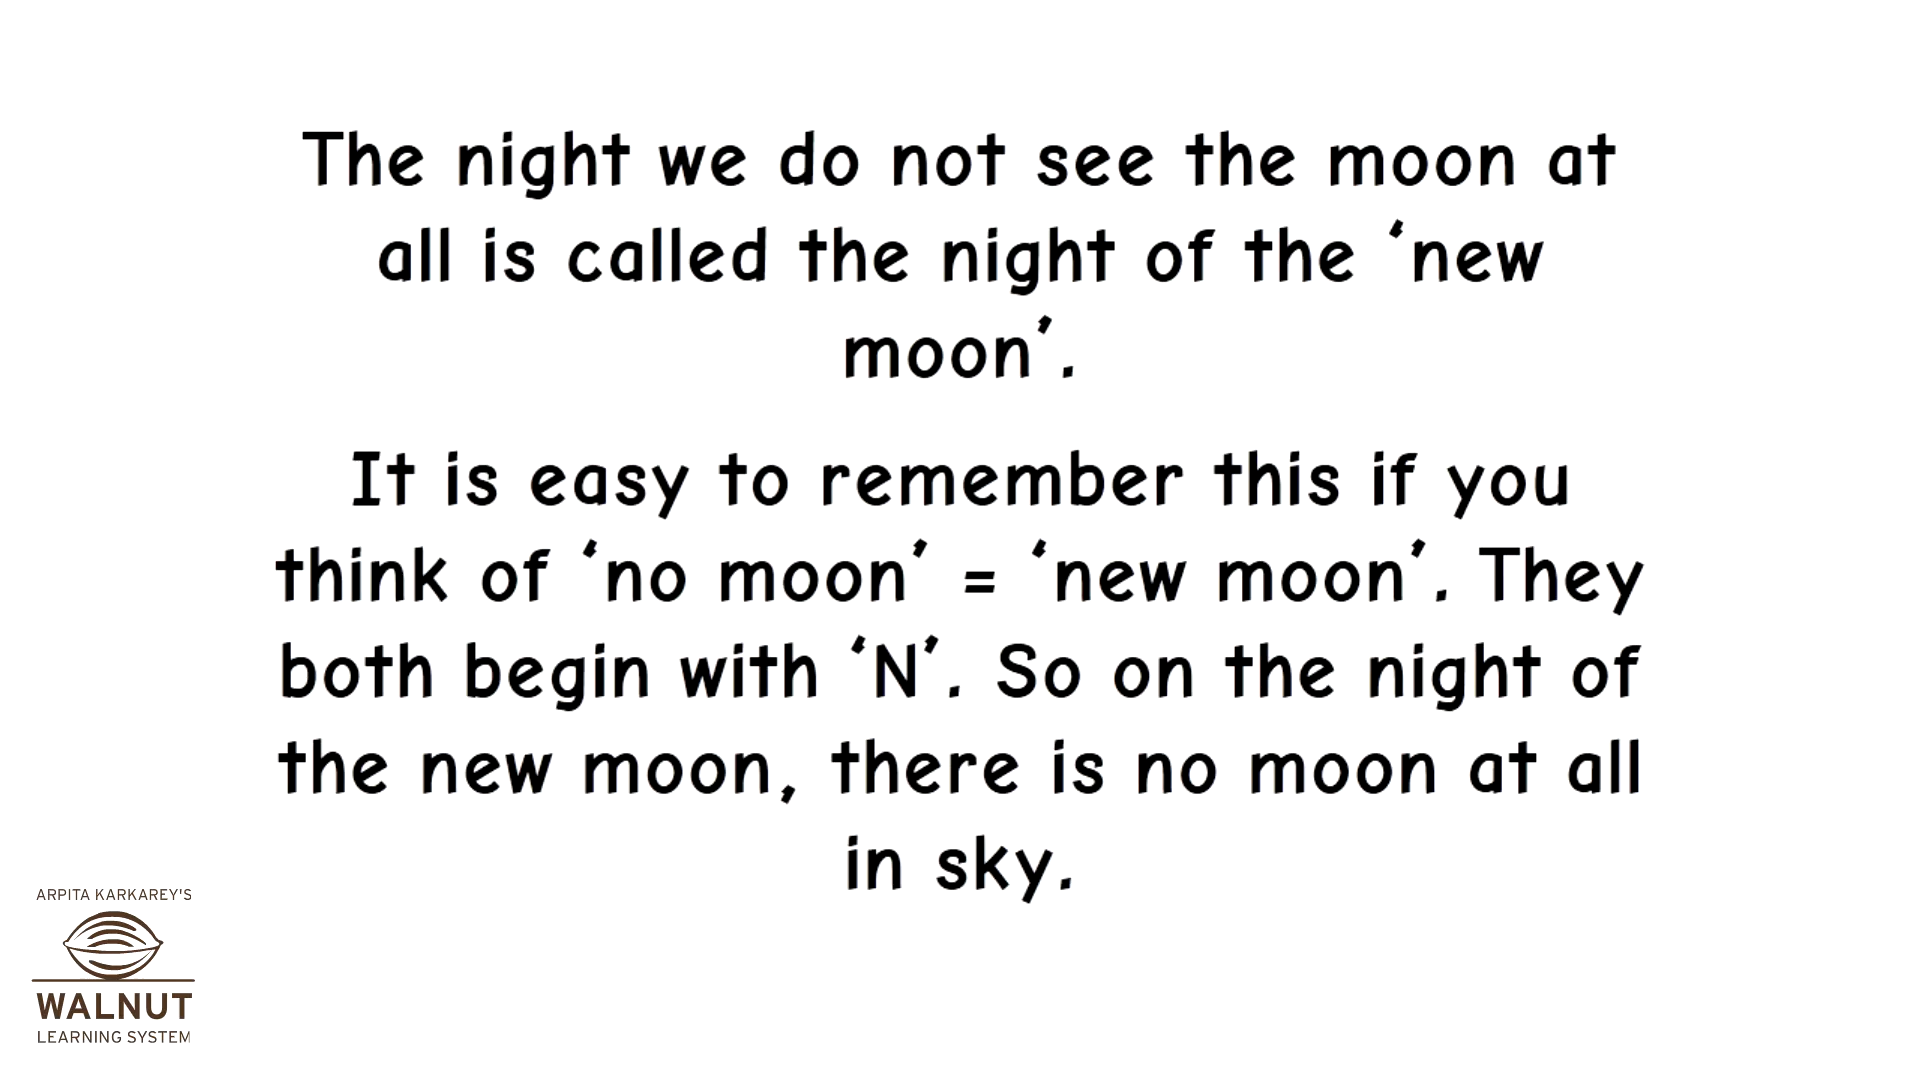 The night we do not see the moon at
all is called the night of the ‘new
moon’.
It is easy to remember this if you
think of ‘no moon’ = ‘new moon’. They
both begin with ‘N’. So on the night of
the new moon, there is no moon at all
in sky.
ARPITA KARKAREY'S
WALNUT
LEARNING SYSTEM